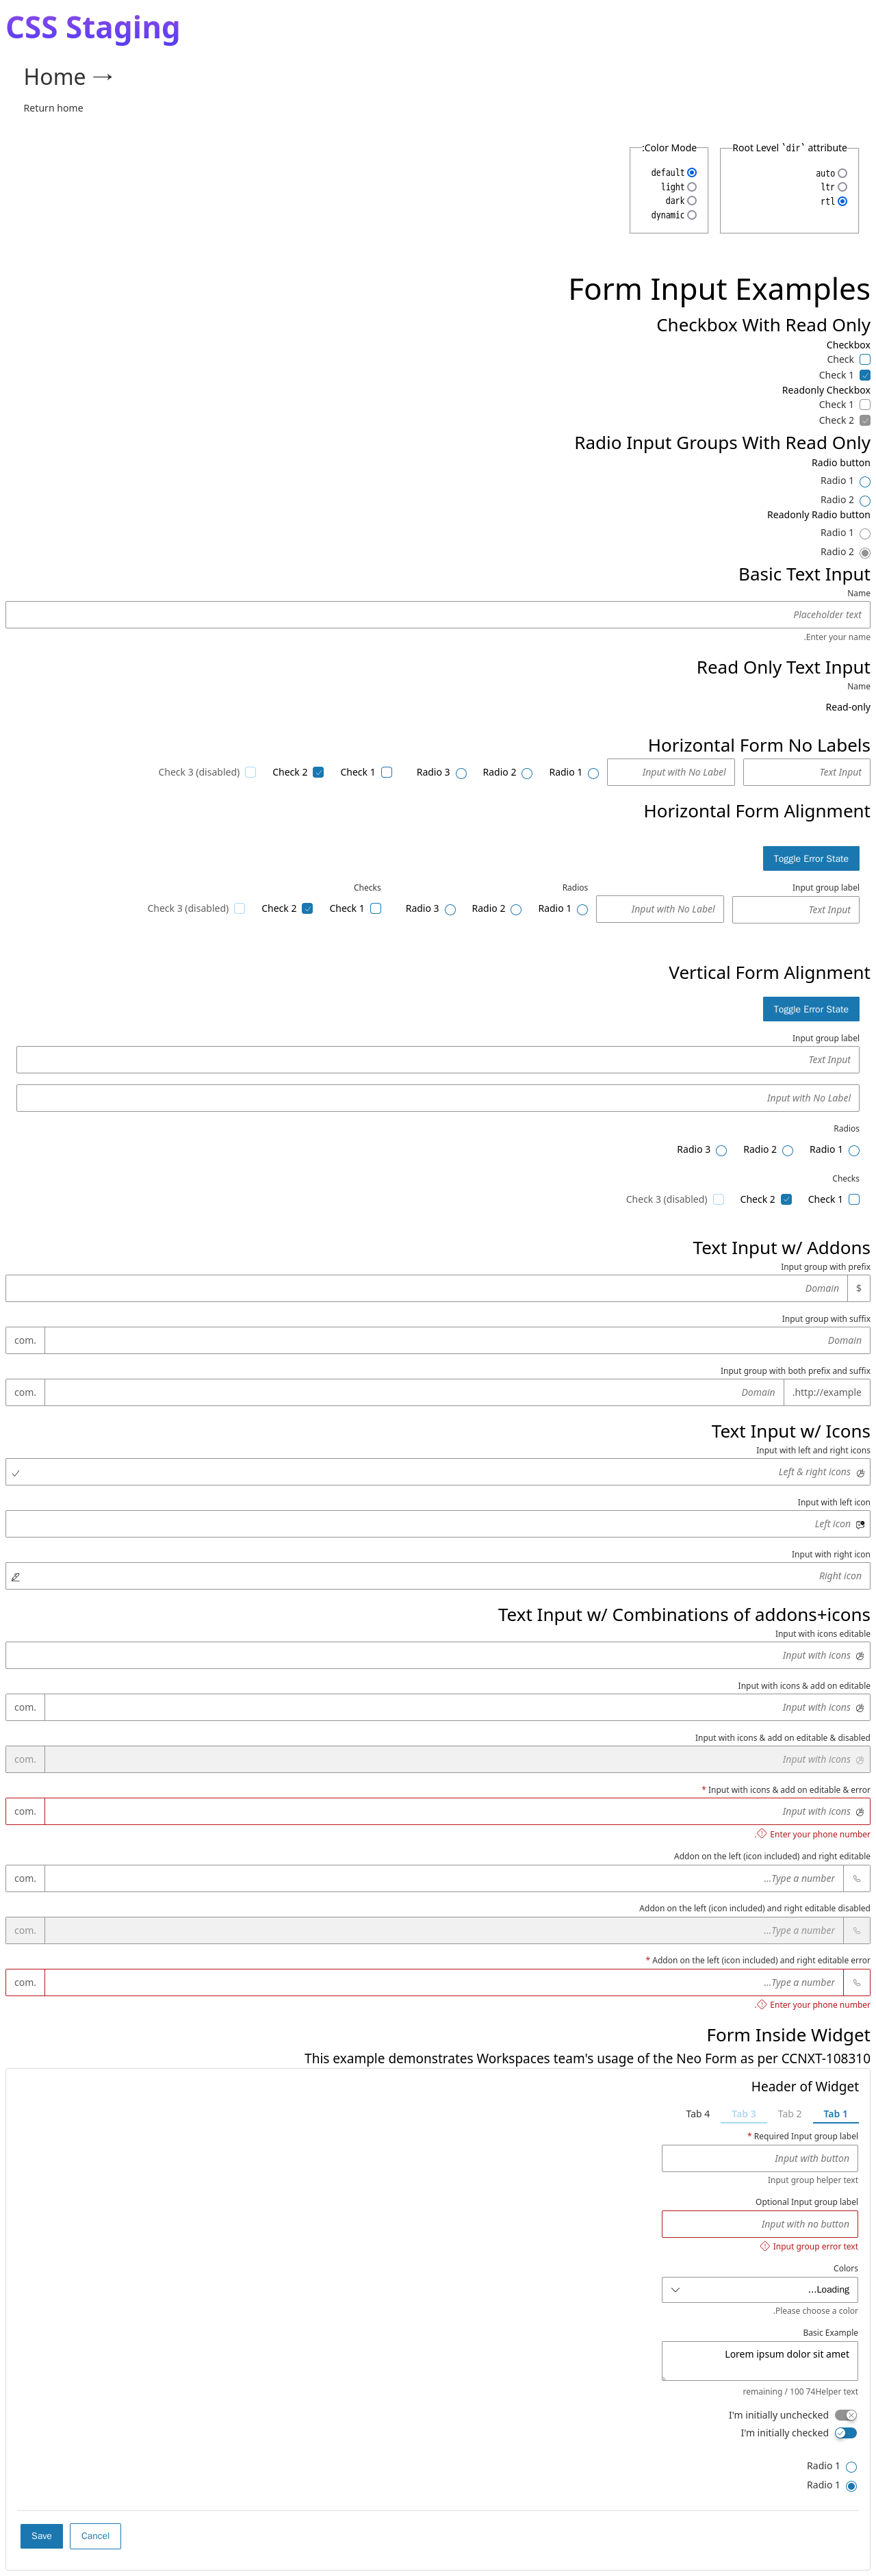 CSS Staging
Home →
Return home
Root Level `dir` attribute
auto
ltr
rtl
:Color Mode
default
light
dark
dynamic
Form Input Examples
Checkbox With Read Only
Checkbox
Check
Check 1
Readonly Checkbox
Check 1
Check 2
Radio Input Groups With Read Only
Radio button
Radio 1
Radio 2
Readonly Radio button
Radio 1
Radio 2
Basic Text Input
Name
Placeholder text
.Enter your name
Read Only Text Input
Name
Read-only
Horizontal Form No Labels
Check 3 (disabled) Check 2 Check 1 Radio 3 Radio 2 Radio 1 Input with No Label Text Input
Horizontal Form Alignment
Toggle Error State
Checks Radios Input group label
Check 3 (disabled) Check 2 Check 1 Radio 3 Radio 2 Radio 1 Input with No Label Text Input
Vertical Form Alignment
Toggle Error State
Input group label
Text Input
Input with No Label
Radios
Radio 3 Radio 2 Radio 1
Checks
Check 3 (disabled) Check 2 Check 1
Text Input w/ Addons
Input group with prefix
Domain $
Input group with suffix
com. Domain
Input group with both prefix and suffix
com. Domain .http://example
Text Input w/ Icons
Input with left and right icons
Left & right icons
Input with left icon
Left icon
Input with right icon
Right icon
Text Input w/ Combinations of addons+icons
Input with icons editable
Input with icons
Input with icons & add on editable
com. Input with icons
Input with icons & add on editable & disabled
com. Input with icons
* Input with icons & add on editable & error
com. Input with icons
. Enter your phone number
Addon on the left (icon included) and right editable
com. ...Type a number
Addon on the left (icon included) and right editable disabled
com. ...Type a number
* Addon on the left (icon included) and right editable error
com. ...Type a number
. Enter your phone number
Form Inside Widget
This example demonstrates Workspaces team's usage of the Neo Form as per CCNXT-108310
Header of Widget
Tab 4 Tab 3 Tab 2 Tab 1
* Required Input group label
Input with button
Input group helper text
Optional Input group label
Input with no button
Input group error text
Colors
...Loading
.Please choose a color
Basic Example
Lorem ipsum dolor sit amet
remaining / 100 74Helper text
I'm initially unchecked
I'm initially checked
Radio 1
Radio 1
Save Cancel